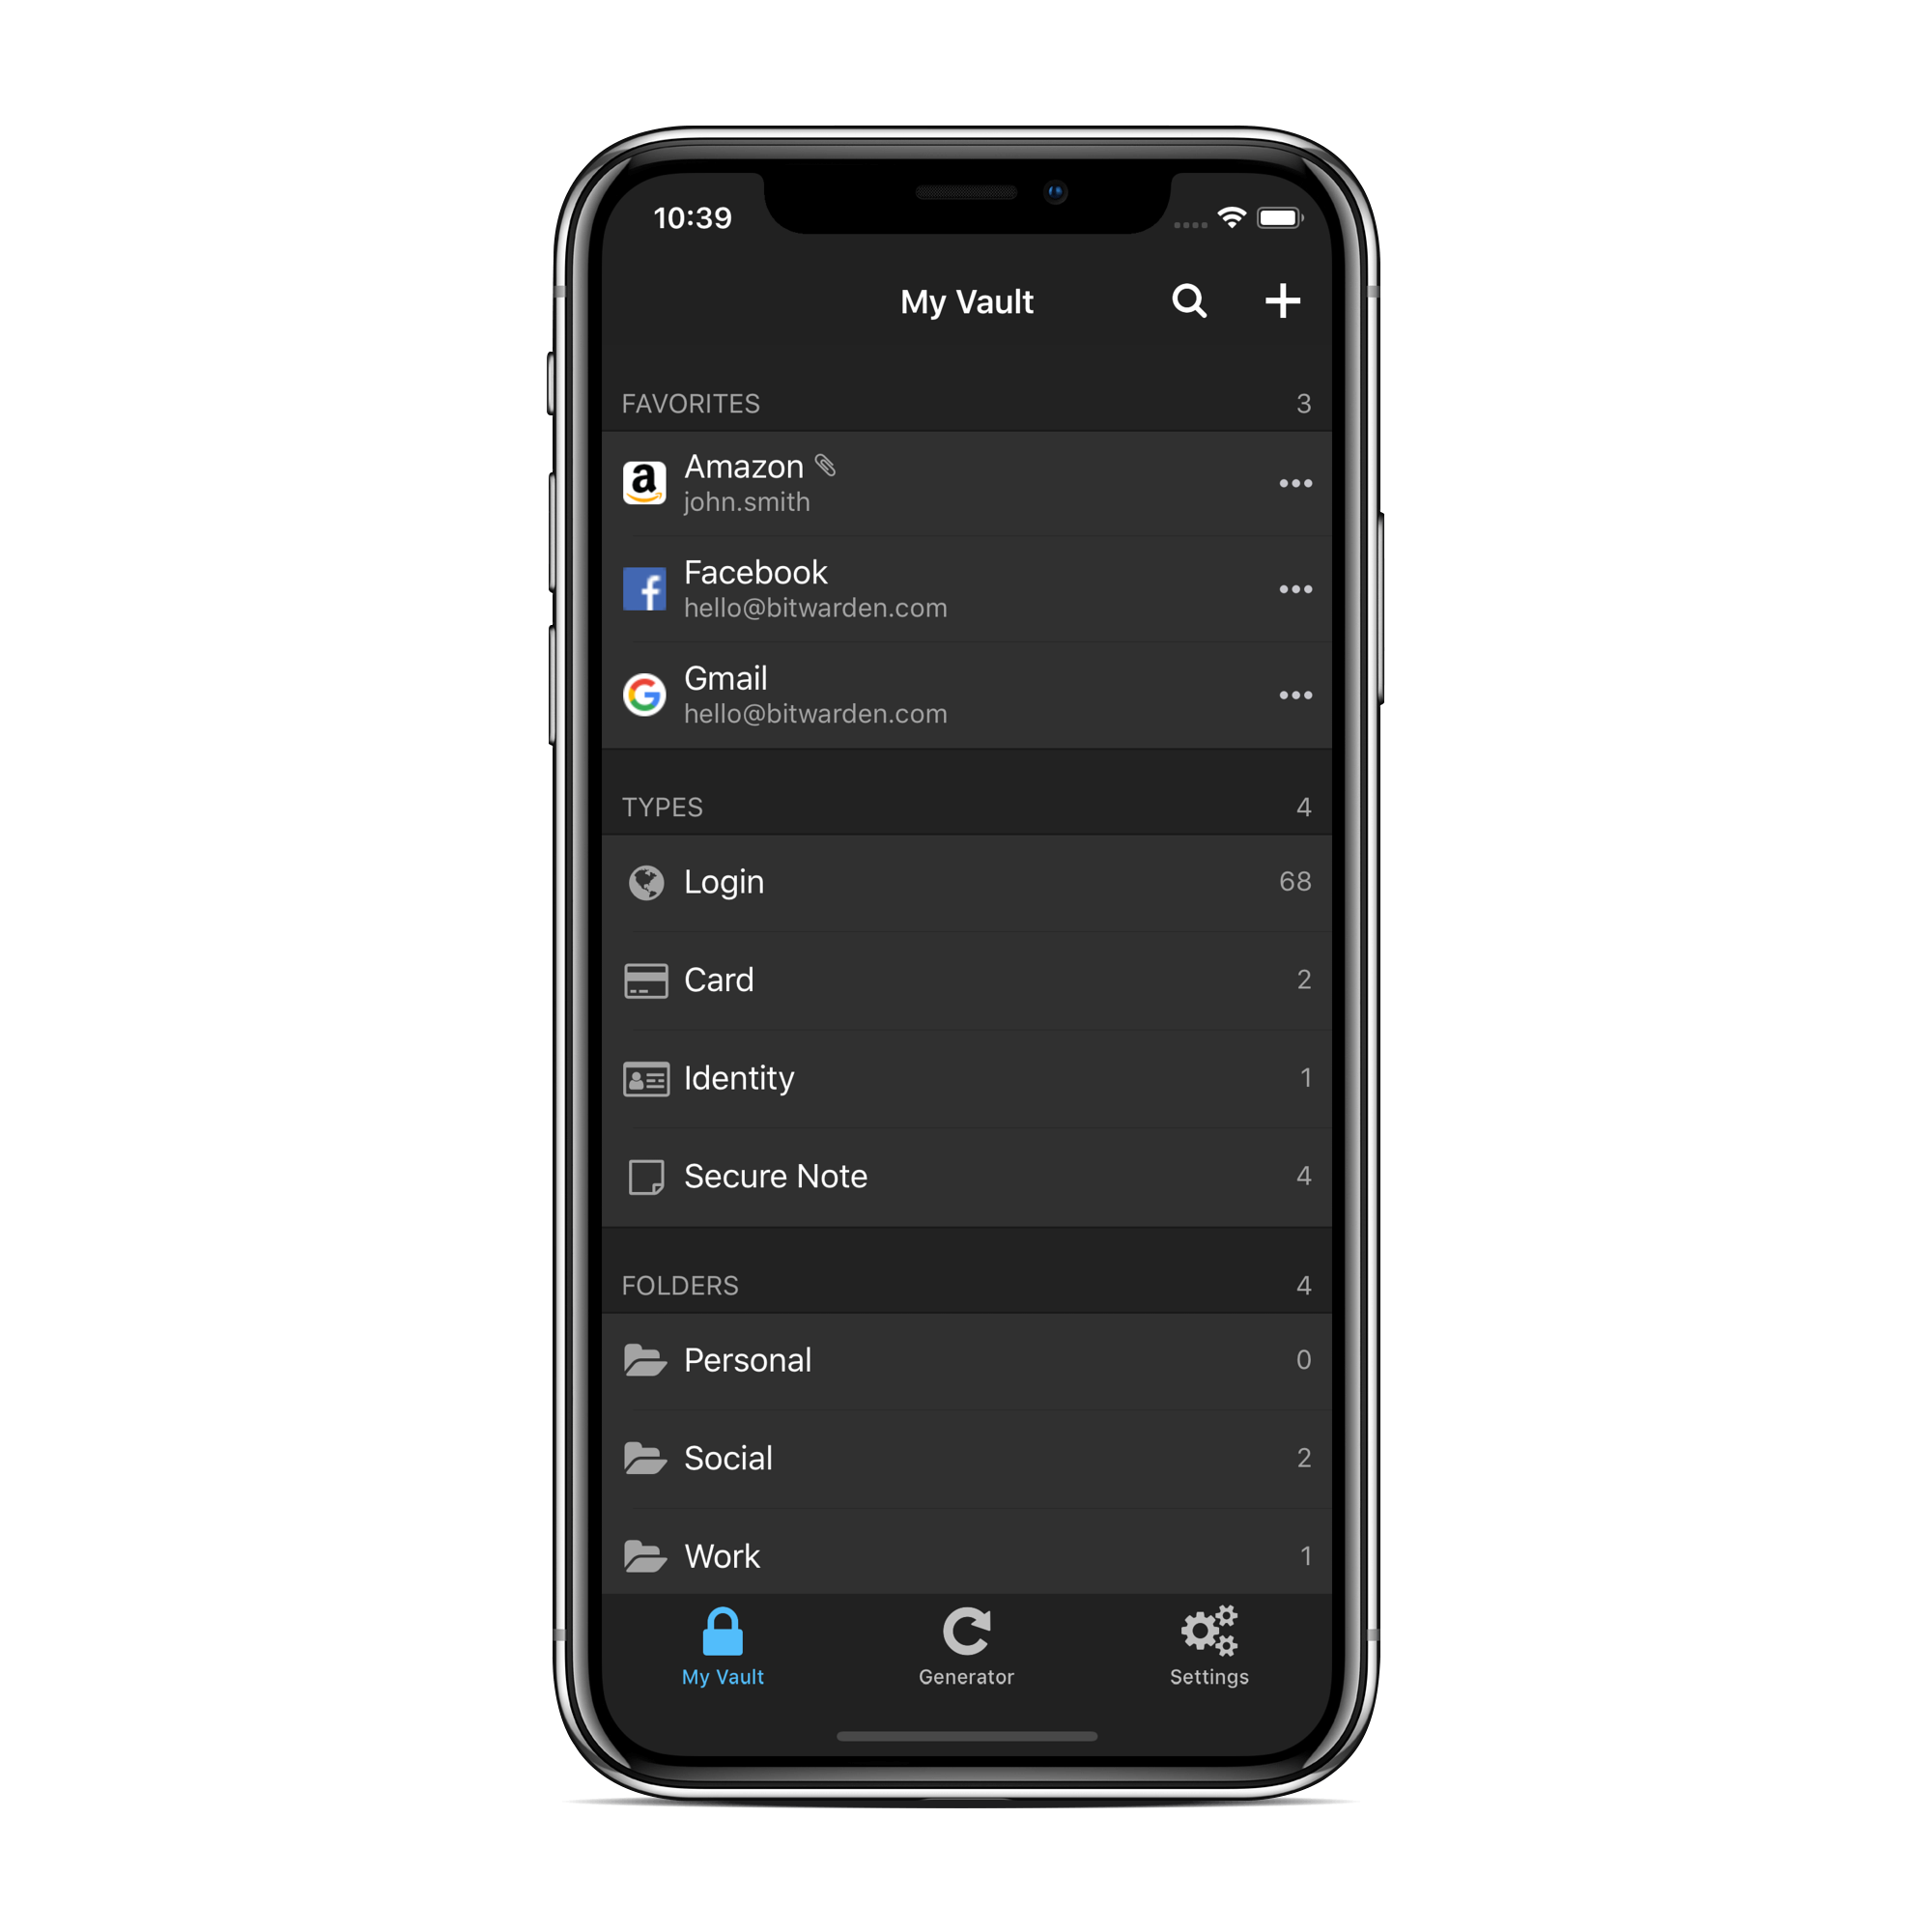 10:39
My Vault
FAVORITES 3
Amazon
john.smith
Facebook
hello@bitwarden.com
Gmail
hello@bitwarden.com
TYPES 4
Login 68
Card 2
Identity 1
Secure Note 4
FOLDERS 4
Personal 0
Social 2
Work 1
My Vault Generator Settings